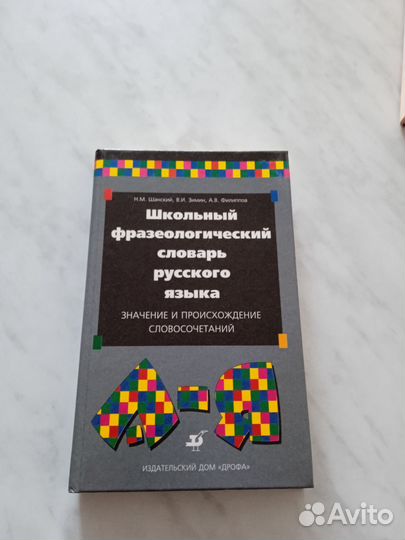 Н.М. Шанский, В.И. Зимин, А.В. Филиппов
Школьный
фразеологический
словарь
русского
языка
ЗНАЧЕНИЕ И ПРОИСХОЖДЕНИЕ
СЛОВОСОЧЕТАНИЙ
А–Я
ИЗДАТЕЛЬСКИЙ ДОМ «ДРОФА»
Avito